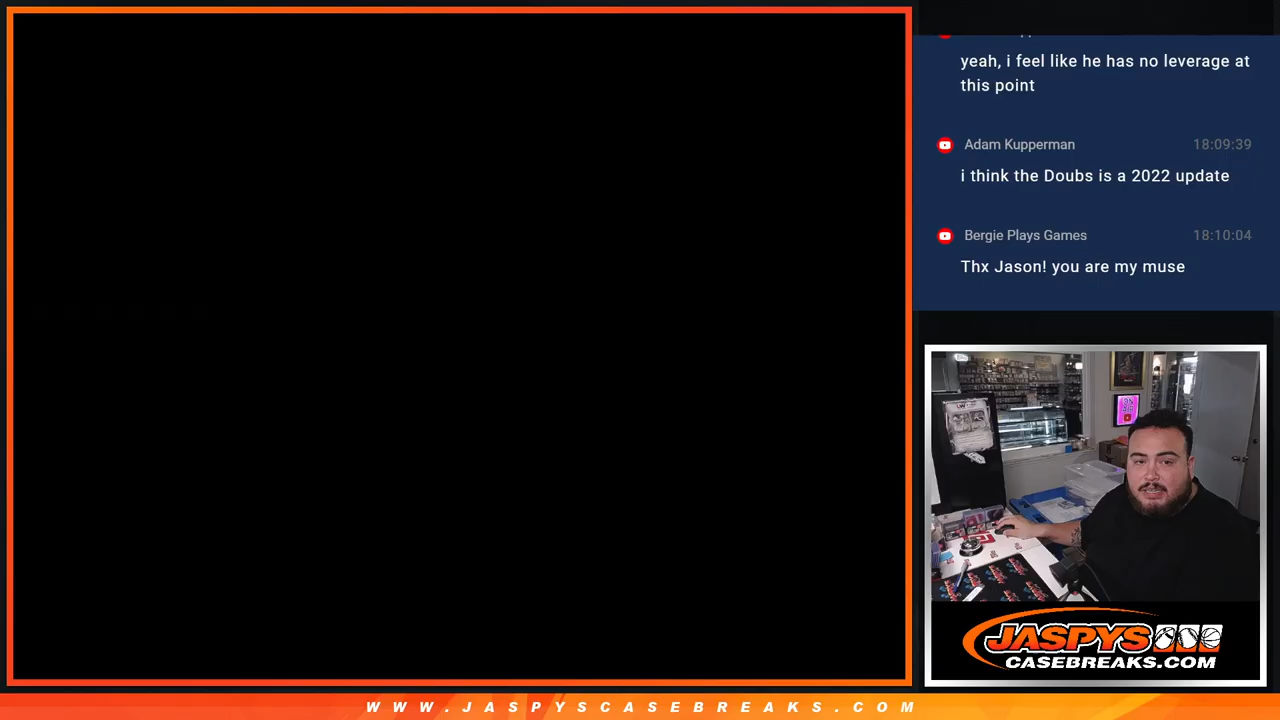 yeah, i feel like he has no leverage at
this point
Adam Kupperman 18:09:39
i think the Doubs is a 2022 update
Bergie Plays Games 18:10:04
Thx Jason! you are my muse
JASPYS
CASEBREAKS.COM
WWW.JASPYSCASEBREAKS.COM